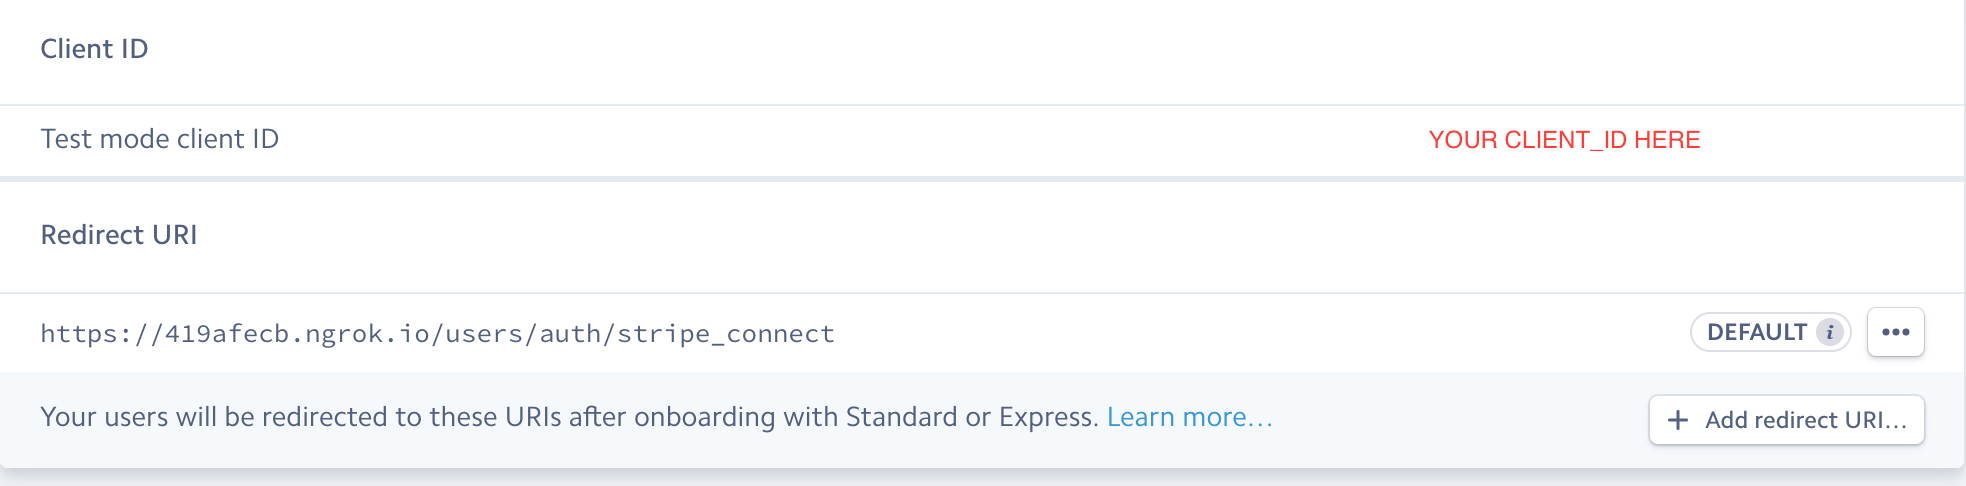 Client ID
Test mode client ID YOUR CLIENT_ID HERE
Redirect URI
https://419afecb.ngrok.io/users/auth/stripe_connect DEFAULT i •••
Your users will be redirected to these URIs after onboarding with Standard or Express. Learn more… + Add redirect URI…